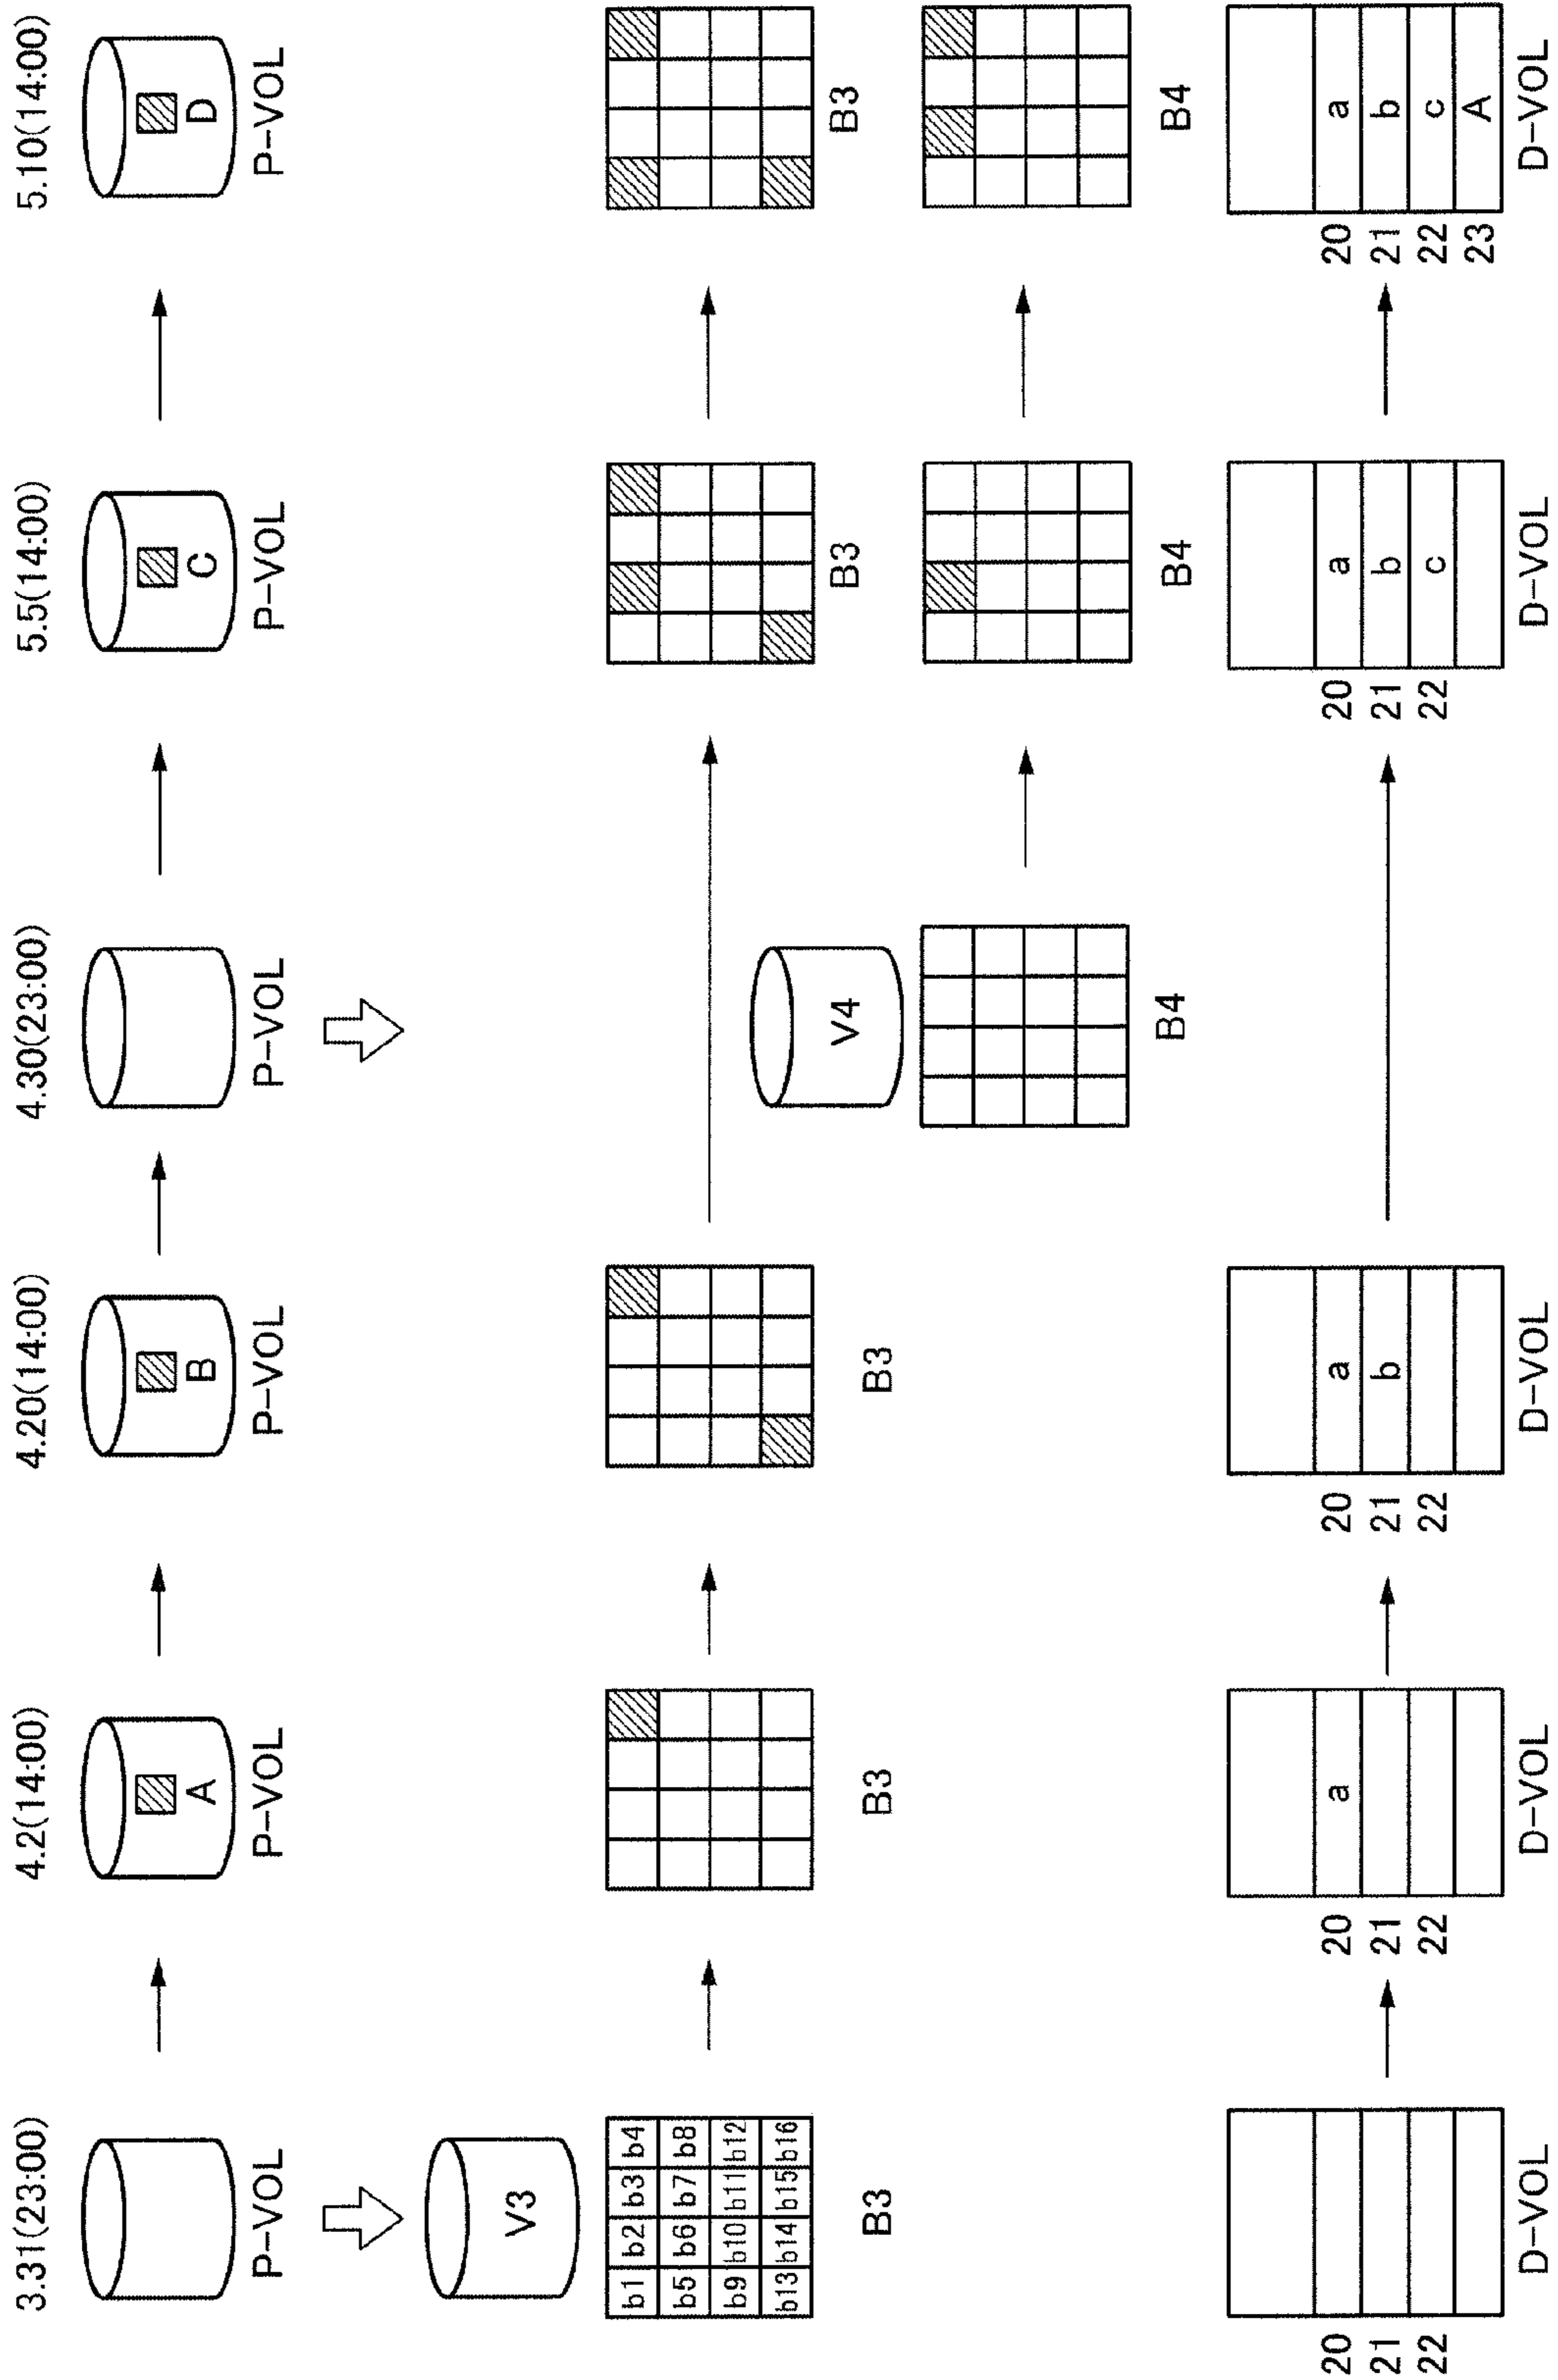 3.31(23:00) 4.2(14:00) 4.20(14:00) 4.30(23:00) 5.5(14:00) 5.10(14:00)
A B C D
P-VOL P-VOL P-VOL P-VOL P-VOL P-VOL
V3
b1 b2 b3 b4
b5 b6 b7 b8
b9 b10 b11 b12
b13 b14 b15 b16
B3 B3 B3 B3 B3
V4
B4 B4 B4
20 20 a 20 a 20 a 20 a
21 21 21 b 21 b 21 b
22 22 22 22 c 22 c
23 A
D-VOL D-VOL D-VOL D-VOL D-VOL